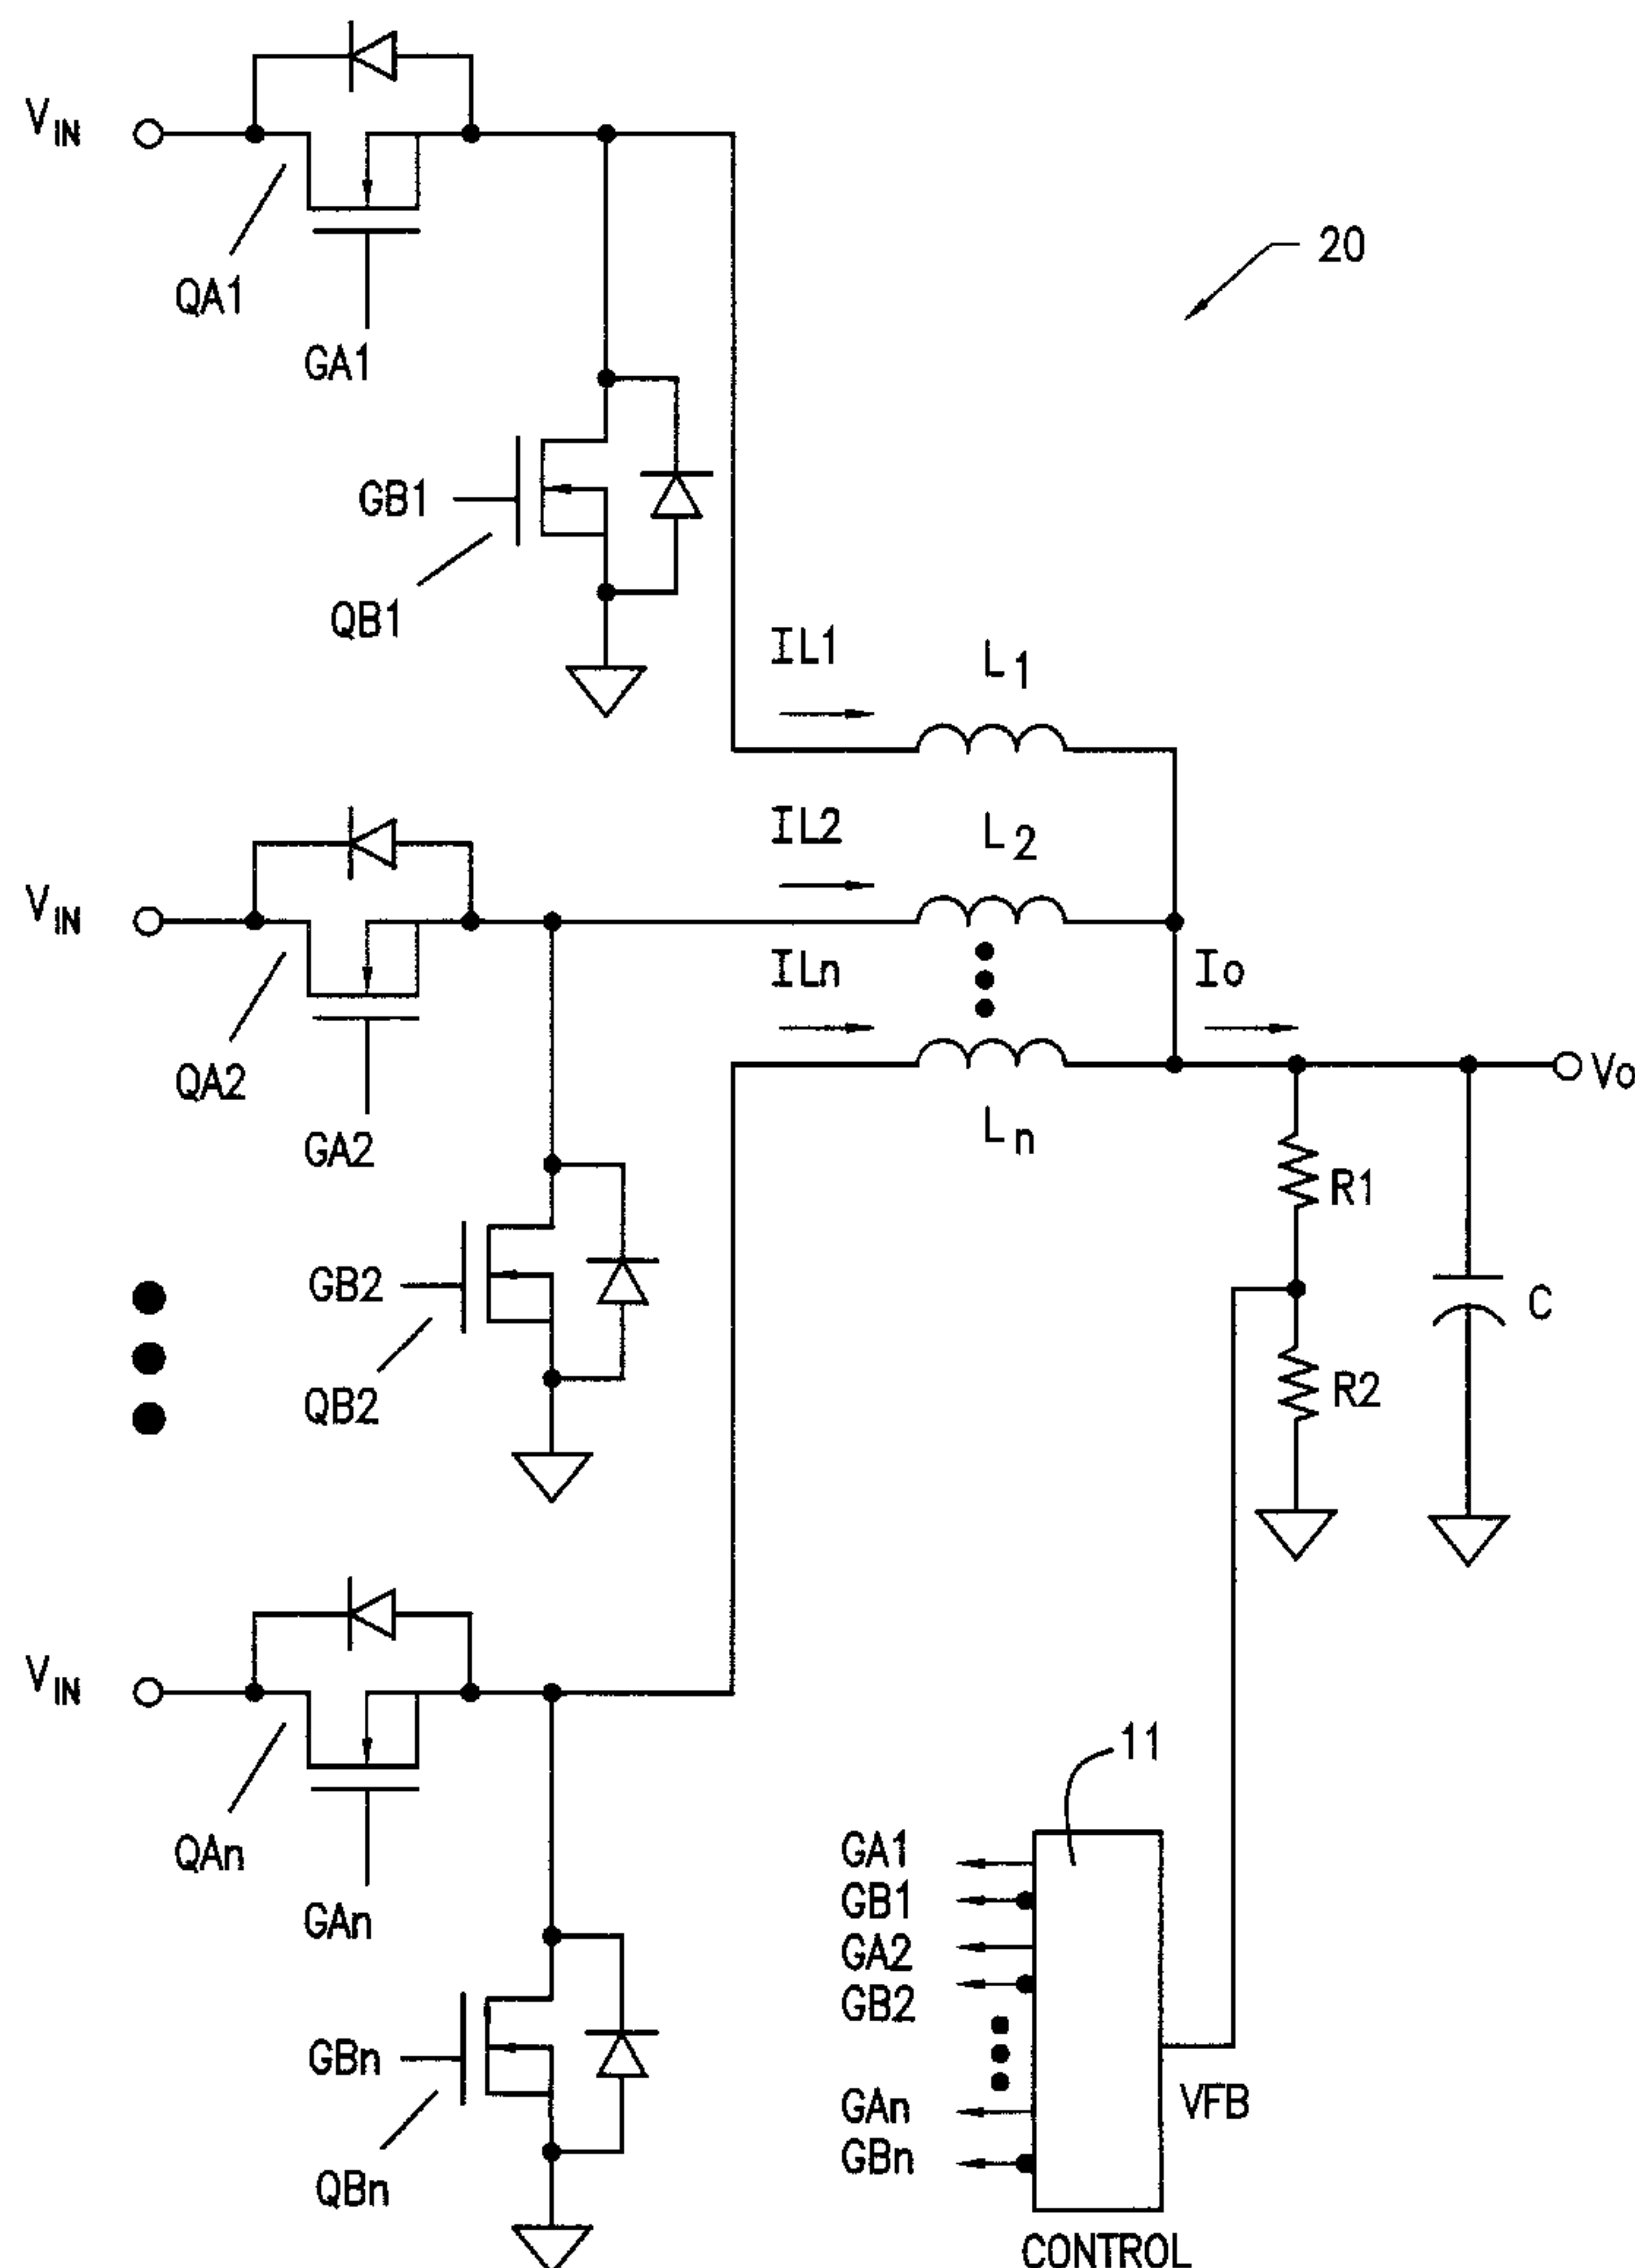 VIN
QA1
GA1
20
GB1
QB1
IL1
L1
IL2
L2
VIN
ILn
Io
QA2
Vo
GA2
Ln
R1
GB2
C
QB2
R2
VIN
11
QAn
GA1
GAn
GB1
GA2
GB2
GBn
GAn
VFB
GBn
QBn
CONTROL